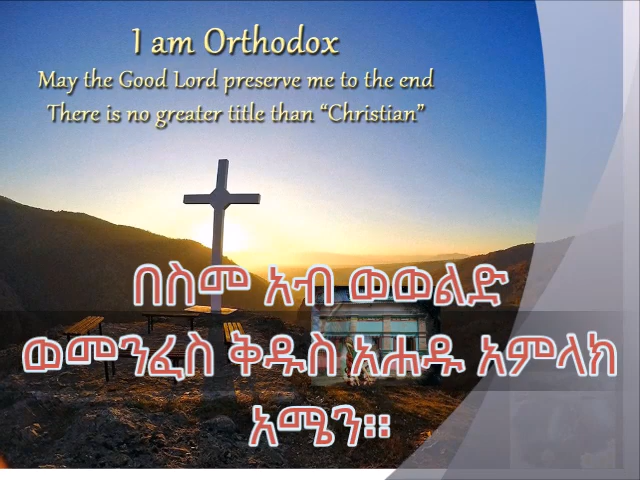 I am Orthodox
May the Good Lord preserve me to the end
There is no greater title than “Christian”
በስመ አብ ወወልድ
ወመንፈስ ቅዱስ አሐዱ አምላክ
አሜን።